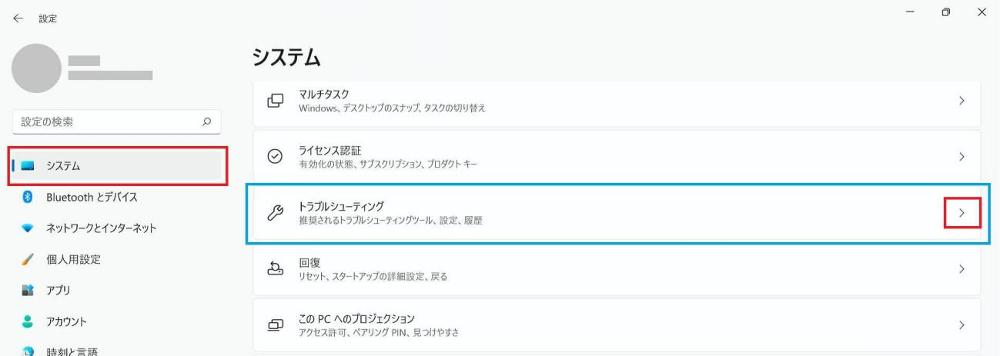 設定
システム
マルチタスク
Windows、デスクトップのスナップ、タスクの切り替え
設定の検索
ライセンス認証
有効化の状態、サブスクリプション、プロダクト キー
システム
Bluetooth とデバイス
トラブルシューティング
推奨されるトラブルシューティングツール、設定、履歴
ネットワークとインターネット
個人用設定
回復
リセット、スタートアップの詳細設定、戻る
アプリ
アカウント
この PC へのプロジェクション
アクセス許可、ペアリング PIN、見つけやすさ
時刻と言語